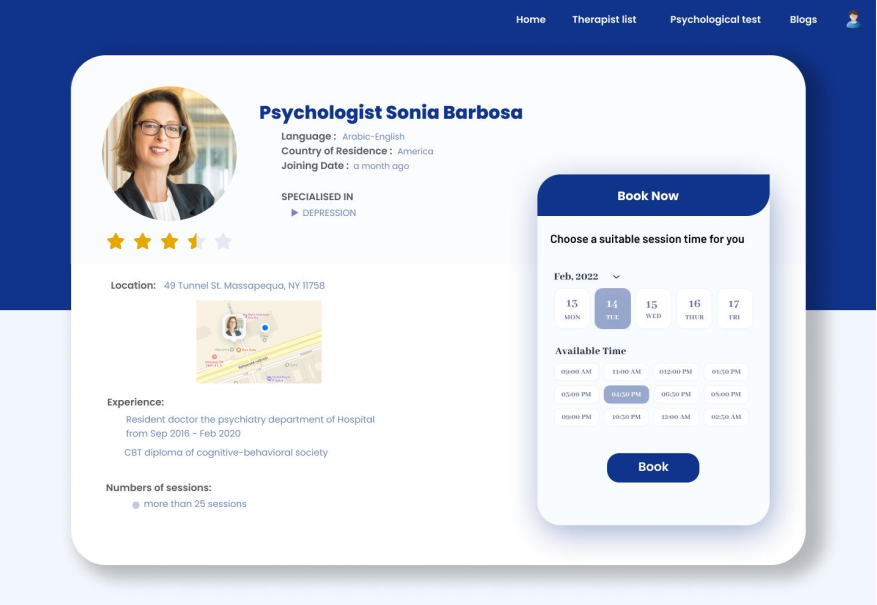 Home Therapist list Psychological test Blogs
Psychologist Sonia Barbosa
Language : Arabic-English
Country of Residence : America
Joining Date : a month ago
SPECIALISED IN
DEPRESSION
Location: 49 Tunnel St. Massapequa, NY 11758
Experience:
Resident doctor the psychiatry department of Hospital
from Sep 2016 - Feb 2020
CBT diploma of cognitive-behavioral society
Numbers of sessions:
more than 25 sessions
Book Now
Choose a suitable session time for you
Feb, 2022
13 14 15 16 17
MON TUE WED THUR FRI
Available Time
09:00 AM 11:00 AM 012:00 PM 01:30 PM
03:00 PM 04:30 PM 06:30 PM 08:00 PM
09:00 PM 10:30 PM 12:00 AM 02:30 AM
Book